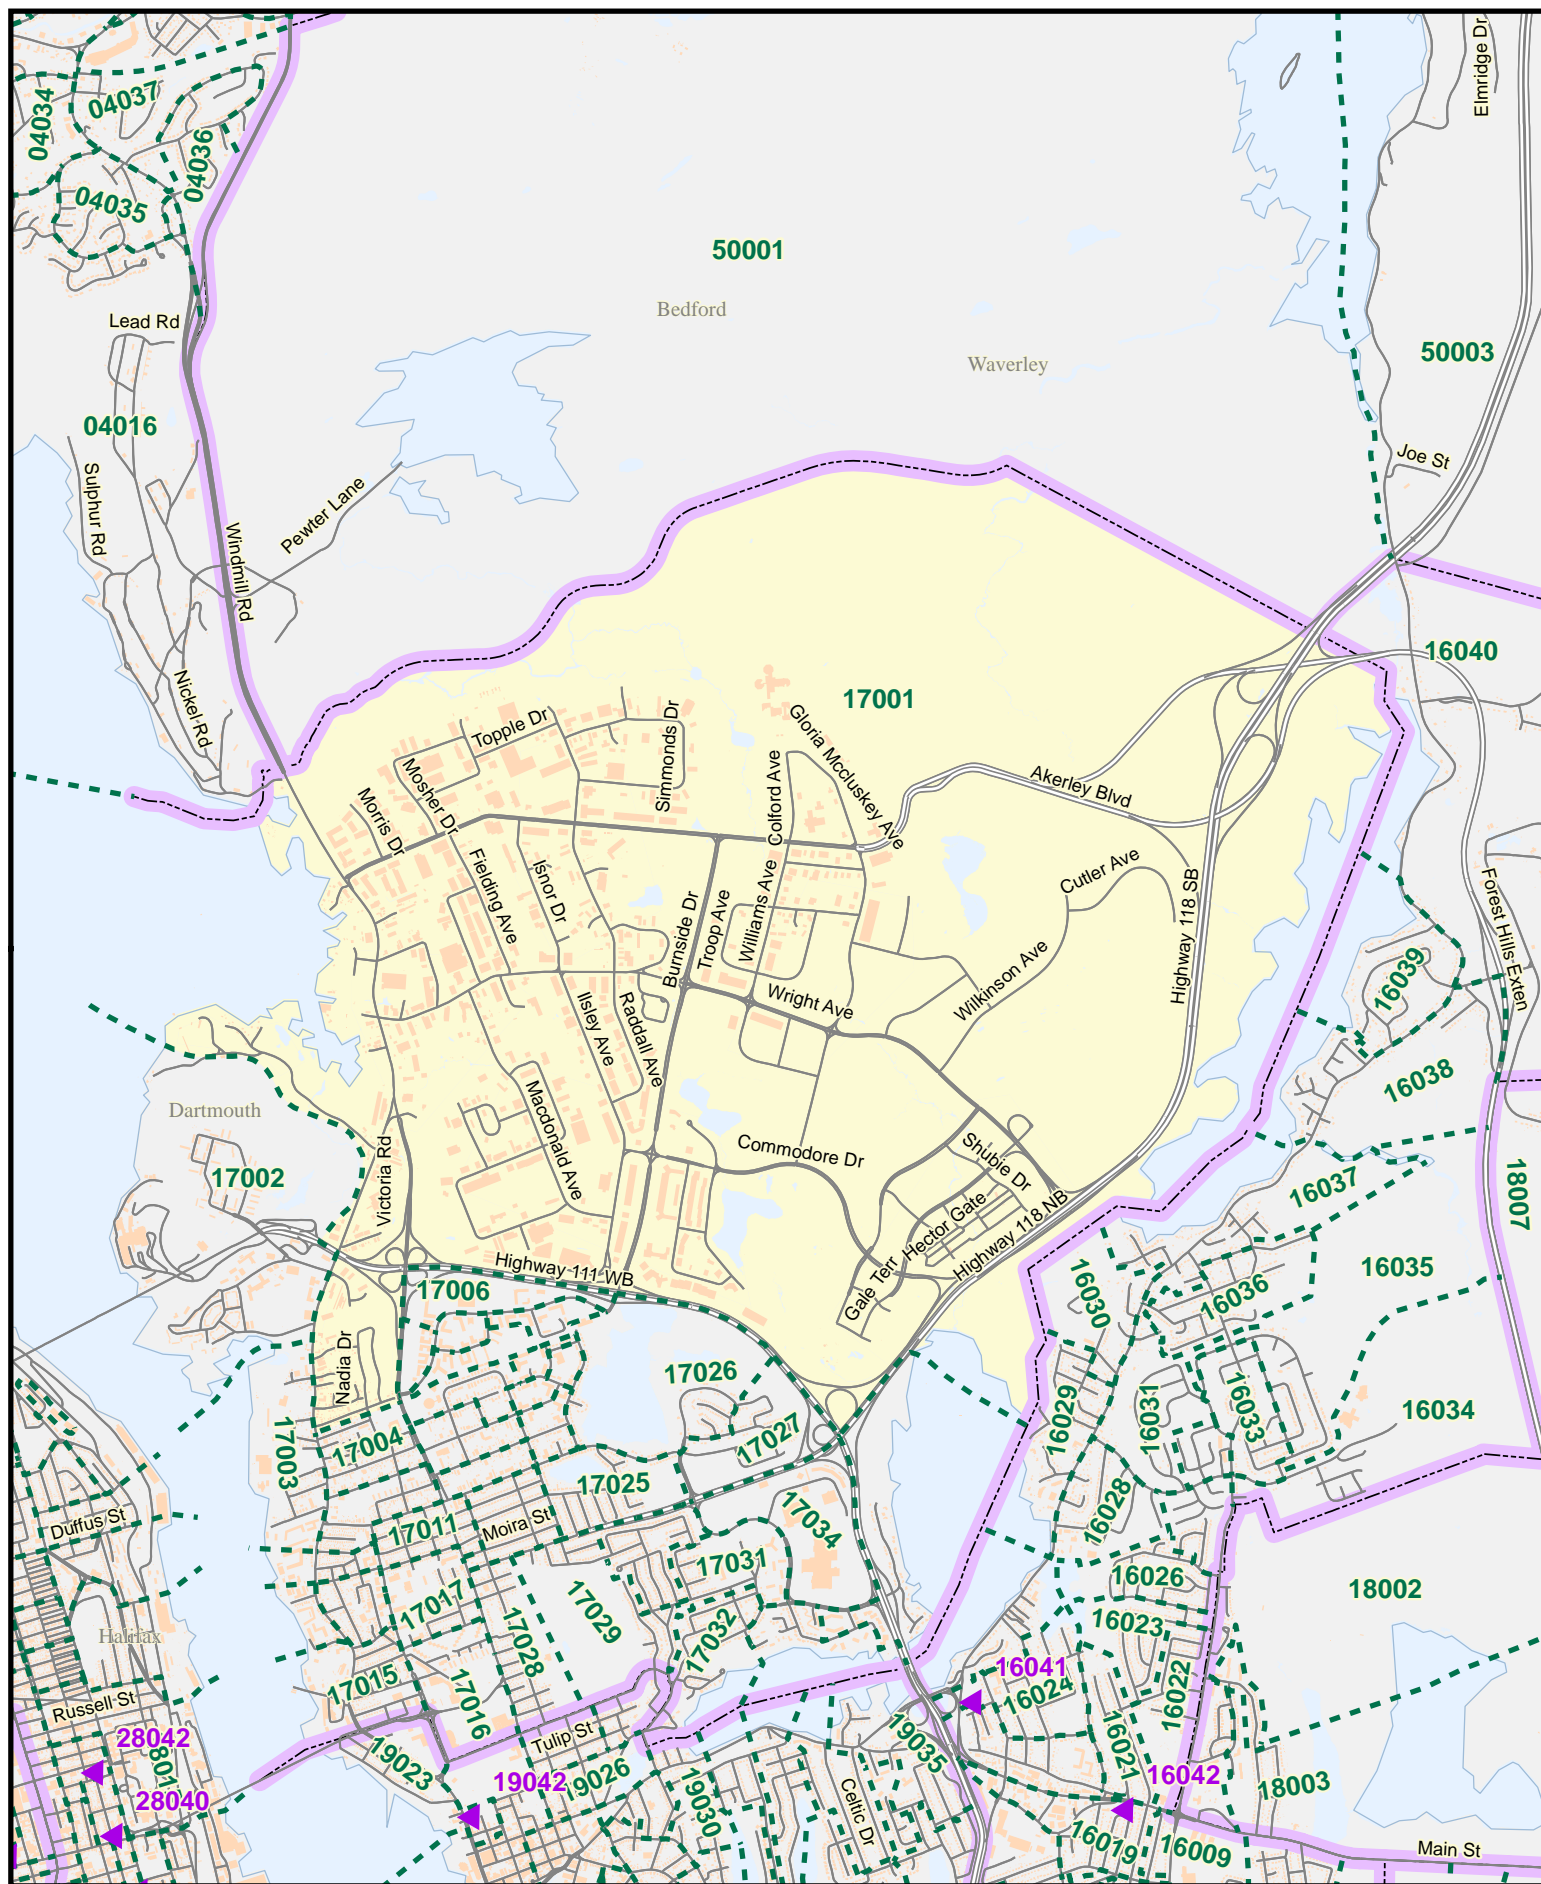 Elmridge Dr
04034
04037
04036
04035
50001
Bedford
Lead Rd
Waverley
50003
04016
Joe St
Sulphur Rd
Pewter Lane
Windmill Rd
16040
Nickel Rd
17001
Topple Dr
Simmonds Dr
Gloria Mccluskey Ave
Mosher Dr
Morris Dr
Colford Ave
Akerley Blvd
Fielding Ave
Isnor Dr
Cutler Ave
Burnside Dr
Troop Ave
Williams Ave
Highway 118 SB
Forest Hills Exten
16039
Wilkinson Ave
Wright Ave
Ilsley Ave
Raddall Ave
16038
Dartmouth
Macdonald Ave
Commodore Dr
Shubie Dr
17002
Victoria Rd
16037
18007
Hector Gate
Highway 118 NB
Highway 111 WB
Gale Terr
17006
16030
16036
16035
Nadia Dr
17026
16029
16031
16033
16034
17003
17004
17027
17025
16028
Duffus St
17011
Moira St
17034
17031
16026
18002
17017
17029
16023
Halifax
17028
17032
16041
16022
17015
17016
16024
Russell St
Tulip St
28042
19023
19026
19035
16021
16042
19042
28040
19030
18003
Celtic Dr
16019
16009
Main St